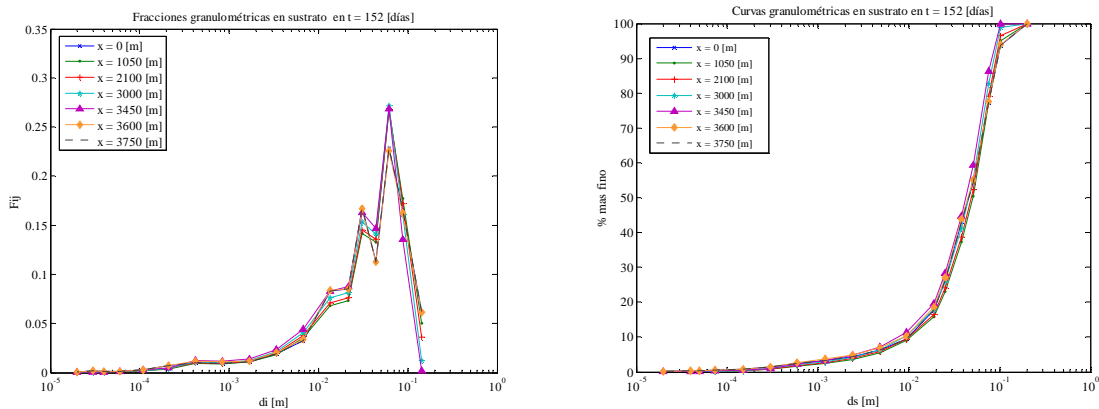 Fracciones granulométricas en sustrato en t = 152 [días]
Fij
0.35
0.3
0.25
0.2
0.15
0.1
0.05
0
x = 0 [m]
x = 1050 [m]
x = 2100 [m]
x = 3000 [m]
x = 3450 [m]
x = 3600 [m]
x = 3750 [m]
10^-5
10^-4
10^-3
10^-2
10^-1
10^0
di [m]
Curvas granulométricas en sustrato en t = 152 [días]
% mas fino
100
90
80
70
60
50
40
30
20
10
0
x = 0 [m]
x = 1050 [m]
x = 2100 [m]
x = 3000 [m]
x = 3450 [m]
x = 3600 [m]
x = 3750 [m]
10^-5
10^-4
10^-3
10^-2
10^-1
10^0
ds [m]